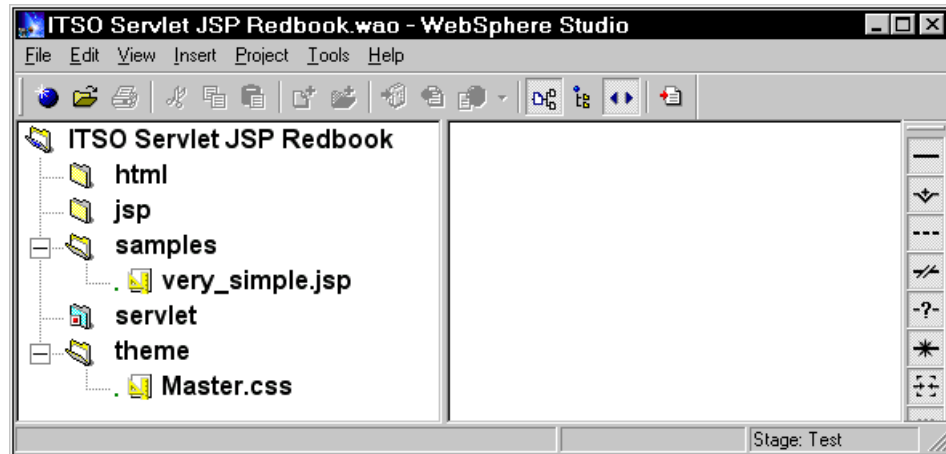 ITSO Servlet JSP Redbook.wao - WebSphere Studio
File Edit View Insert Project Tools Help
ITSO Servlet JSP Redbook
html
jsp
samples
very_simple.jsp
servlet
theme
Master.css
-?-
Stage: Test